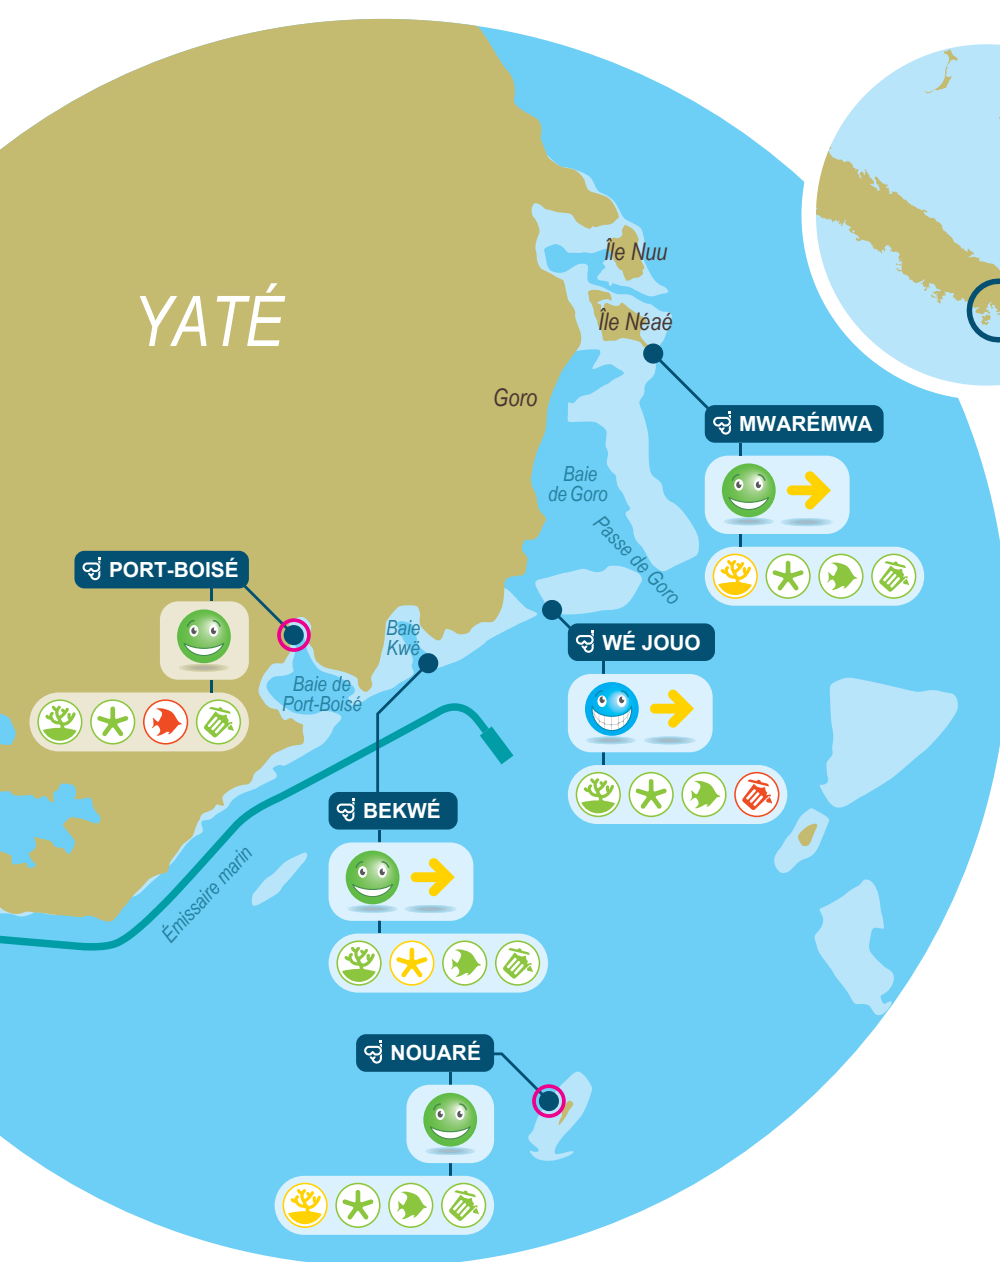 YATÉ
Île Nuu
Île Néaé
Goro
MWARÉMWA
Baie
de Goro
Passe de Goro
PORT-BOISÉ
Baie
Kwë
WÉ JOUO
Baie de
Port-Boisé
BEKWÉ
Émissaire marin
NOUARÉ